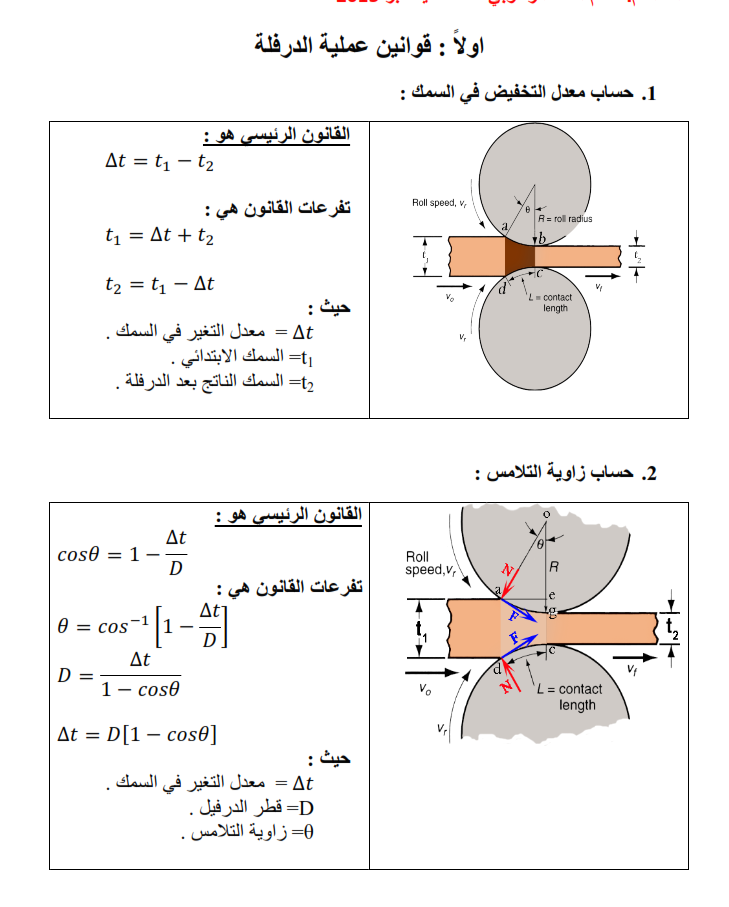 اولاً : قوانين عملية الدرفلة
1. حساب معدل التخفيض في السمك :
القانون الرئيسي هو :
Δt = t₁ − t₂
تفرعات القانون هي :
t₁ = Δt + t₂
t₂ = t₁ − Δt
حيث :
Δt = معدل التغير في السمك .
t₁= السمك الابتدائي .
t₂= السمك الناتج بعد الدرفلة .
Roll speed, vᵣ
θ
R = roll radius
a
b
t₁
t₂
c
d
v₀
L = contact
length
vf
vᵣ
2. حساب زاوية التلامس :
القانون الرئيسي هو :
cosθ = 1 − Δt/D
تفرعات القانون هي :
θ = cos⁻¹[1 − Δt/D]
D = Δt/(1 − cosθ)
Δt = D[1 − cosθ]
حيث :
Δt = معدل التغير في السمك .
D= قطر الدرفيل .
θ= زاوية التلامس .
o
θ
Roll
speed, vᵣ
N
R
a
e
g
F
t₁
t₂
F
c
d
v₀
N
L = contact
length
vf
vᵣ